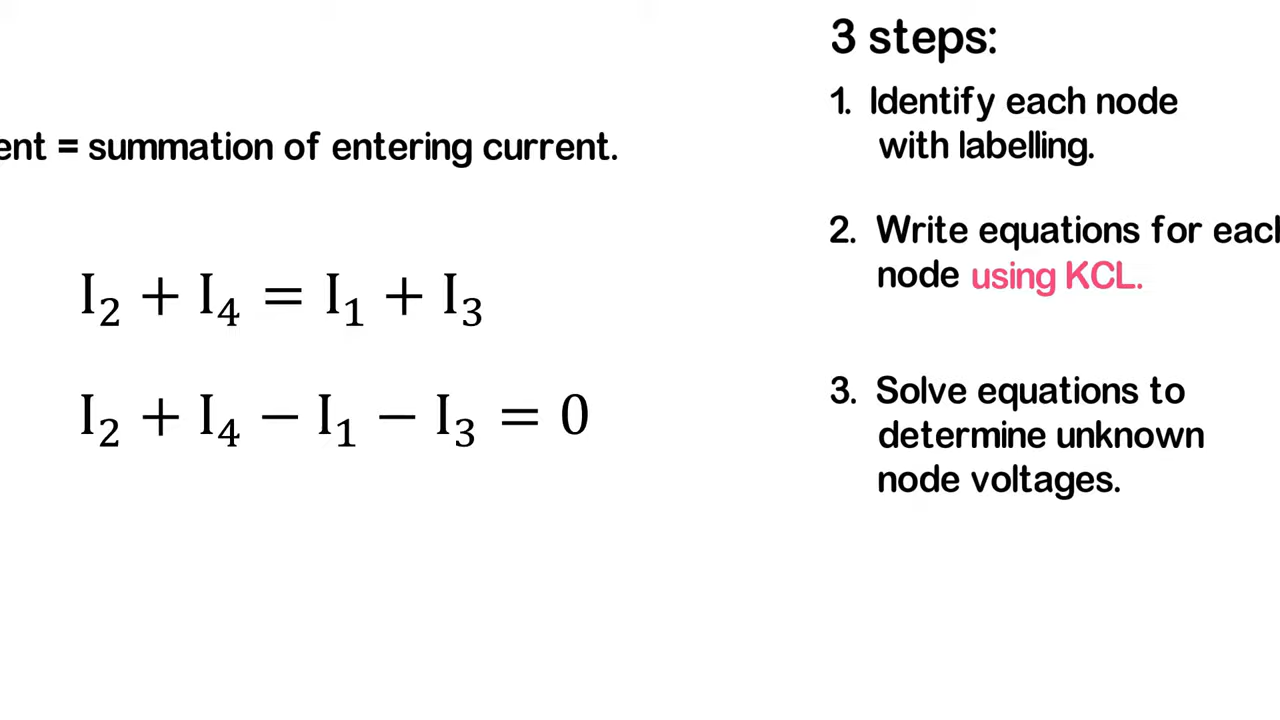 ent = summation of entering current.
I₂ + I₄ = I₁ + I₃
I₂ + I₄ − I₁ − I₃ = 0
3 steps:
1. Identify each node
with labelling.
2. Write equations for each
node using KCL.
3. Solve equations to
determine unknown
node voltages.